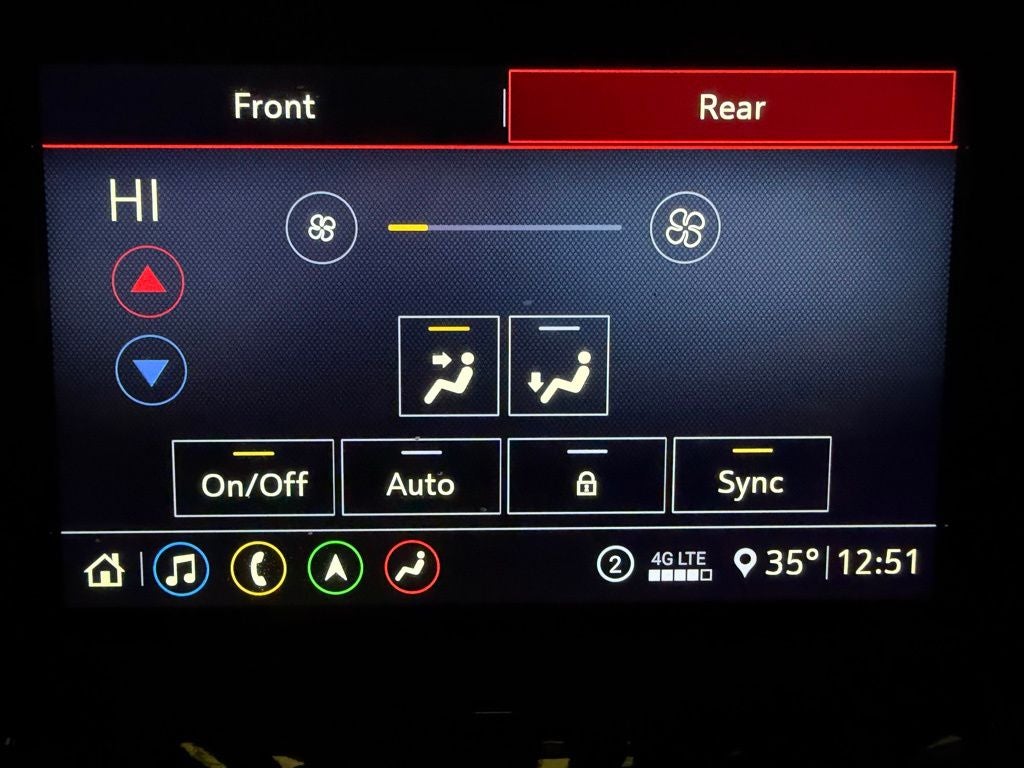 Front
Rear
HI
On/Off
Auto
Sync
2
4G LTE
35°
12:51